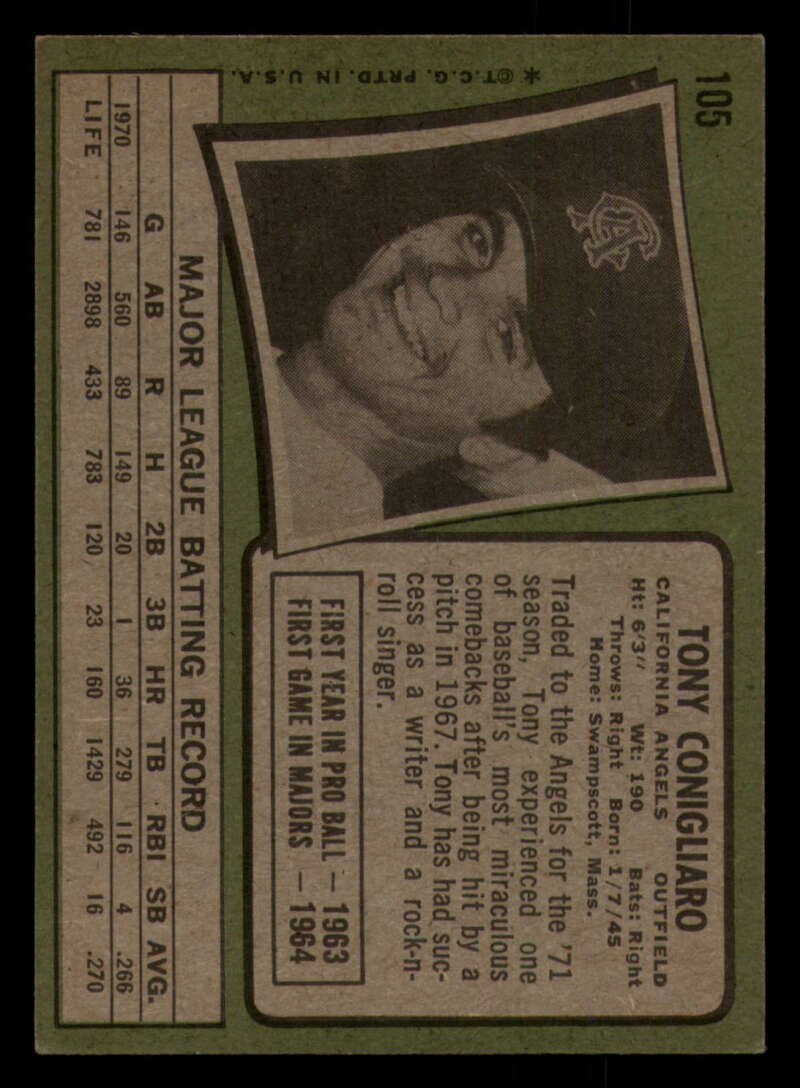 105
* ©T.C.G. PRTD. IN U.S.A.
TONY CONIGLIARO
CALIFORNIA ANGELS OUTFIELD
Ht: 6'3" Wt: 190 Bats: Right
Throws: Right Born: 1/7/45
Home: Swampscott, Mass.
Traded to the Angels for the '71
season, Tony experienced one
of baseball's most miraculous
comebacks after being hit by a
pitch in 1967. Tony has had suc-
cess as a writer and a rock-n-
roll singer.
FIRST YEAR IN PRO BALL — 1963
FIRST GAME IN MAJORS — 1964
MAJOR LEAGUE BATTING RECORD
G AB R H 2B 3B HR TB RBI SB AVG.
1970 146 560 89 149 20 1 36 279 116 4 .266
LIFE 781 2898 433 783 120 23 160 1429 492 16 .270
CA